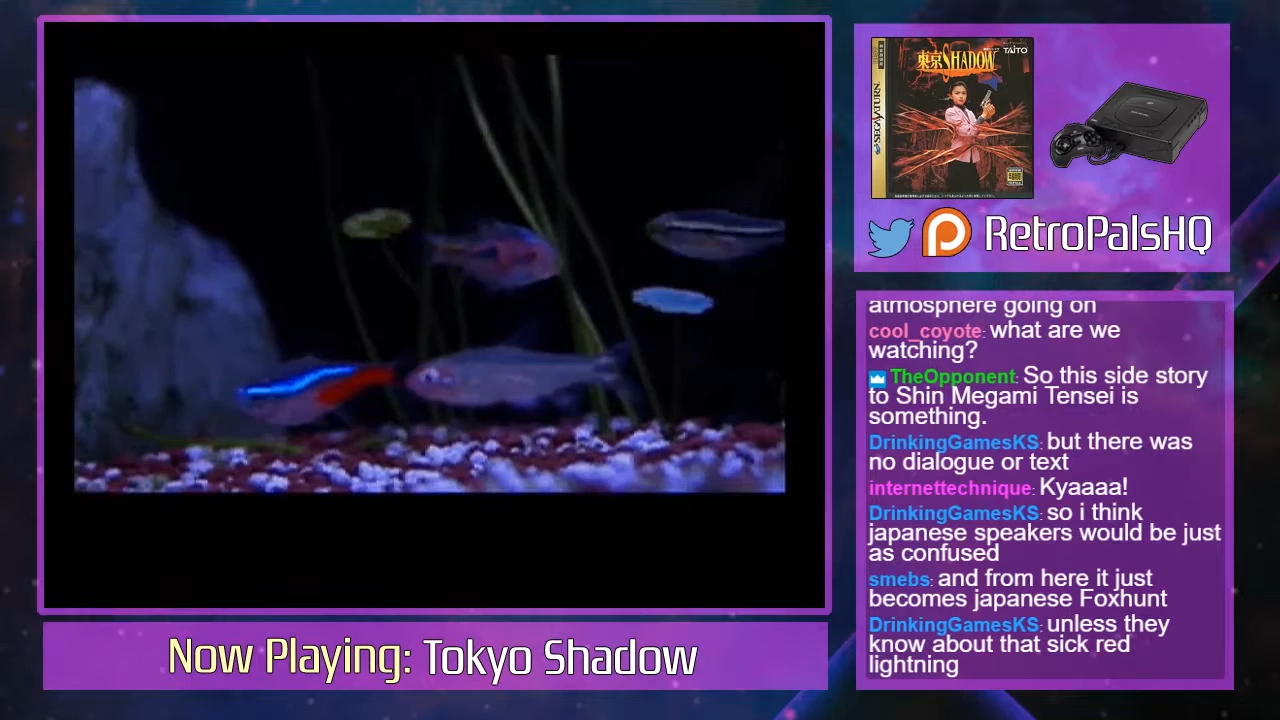 東京SHADOW
TAITO
SEGA SATURN
RetroPalsHQ
atmosphere going on
cool_coyote: what are we
watching?
TheOpponent: So this side story
to Shin Megami Tensei is
something.
DrinkingGamesKS: but there was
no dialogue or text
internettechnique: Kyaaaa!
DrinkingGamesKS: so i think
japanese speakers would be just
as confused
smebs: and from here it just
becomes japanese Foxhunt
DrinkingGamesKS: unless they
know about that sick red
lightning
Now Playing: Tokyo Shadow